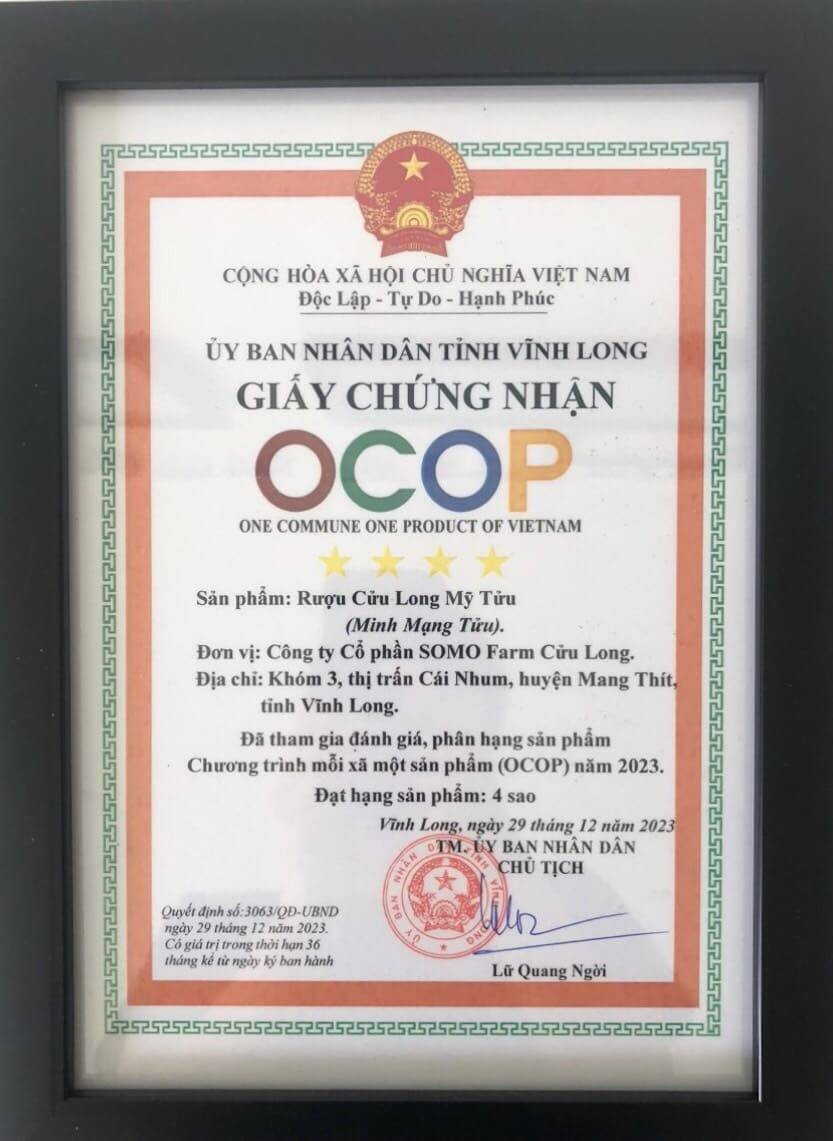 CỘNG HÒA XÃ HỘI CHỦ NGHĨA VIỆT NAM
Độc Lập - Tự Do - Hạnh Phúc
ỦY BAN NHÂN DÂN TỈNH VĨNH LONG
GIẤY CHỨNG NHẬN
OCOP
ONE COMMUNE ONE PRODUCT OF VIETNAM
Sản phẩm: Rượu Cửu Long Mỹ Tửu
(Minh Mạng Tửu).
Đơn vị: Công ty Cổ phần SOMO Farm Cửu Long.
Địa chỉ: Khóm 3, thị trấn Cái Nhum, huyện Mang Thít,
tỉnh Vĩnh Long.
Đã tham gia đánh giá, phân hạng sản phẩm
Chương trình mỗi xã một sản phẩm (OCOP) năm 2023.
Đạt hạng sản phẩm: 4 sao
Vĩnh Long, ngày 29 tháng 12 năm 2023
TM. ỦY BAN NHÂN DÂN
CHỦ TỊCH
ỦY BAN NHÂN DÂN TỈNH VĨNH LONG
Quyết định số:3063/QĐ-UBND
ngày 29 tháng 12 năm 2023.
Có giá trị trong thời hạn 36
tháng kể từ ngày ký ban hành
Lữ Quang Ngời